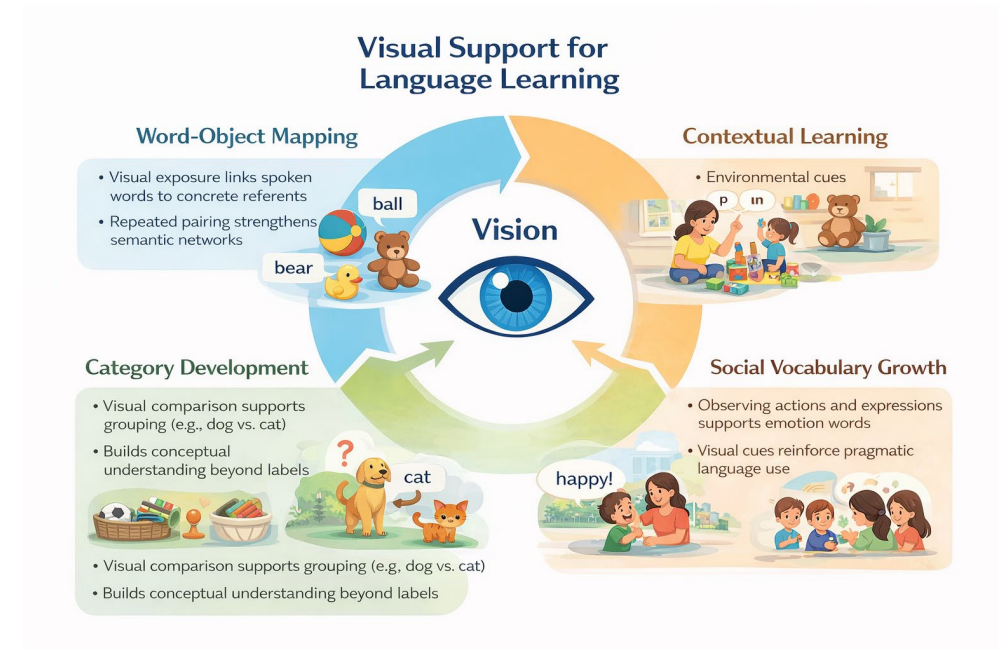 Visual Support for
Language Learning
Word-Object Mapping
• Visual exposure links spoken
words to concrete referents
• Repeated pairing strengthens
semantic networks
ball
bear
Contextual Learning
• Environmental cues
p in
Vision
Category Development
• Visual comparison supports
grouping (e.g., dog vs. cat)
• Builds conceptual
understanding beyond labels
?
cat
• Visual comparison supports grouping (e.g, dog vs. cat)
• Builds conceptual understanding beyond labels
Social Vocabulary Growth
• Observing actions and expressions
supports emotion words
• Visual cues reinforce pragmatic
language use
happy!